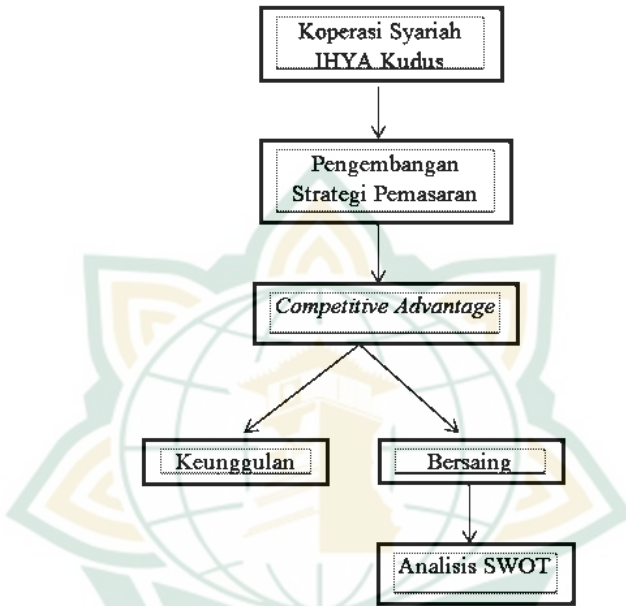 Koperasi Syariah
IHYA Kudus
Pengembangan
Strategi Pemasaran
Competitive Advantage
Keunggulan
Bersaing
Analisis SWOT